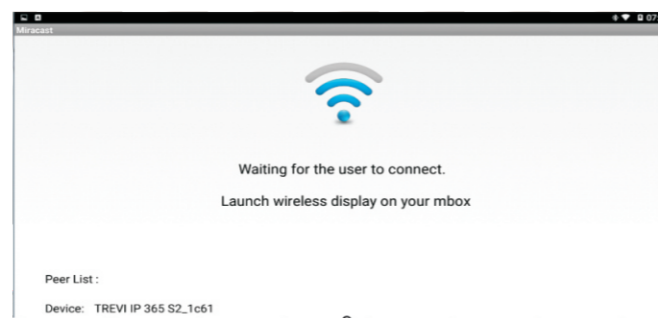 07
Miracast
Waiting for the user to connect.
Launch wireless display on your mbox
Peer List :
Device: TREVI IP 365 S2_1c61